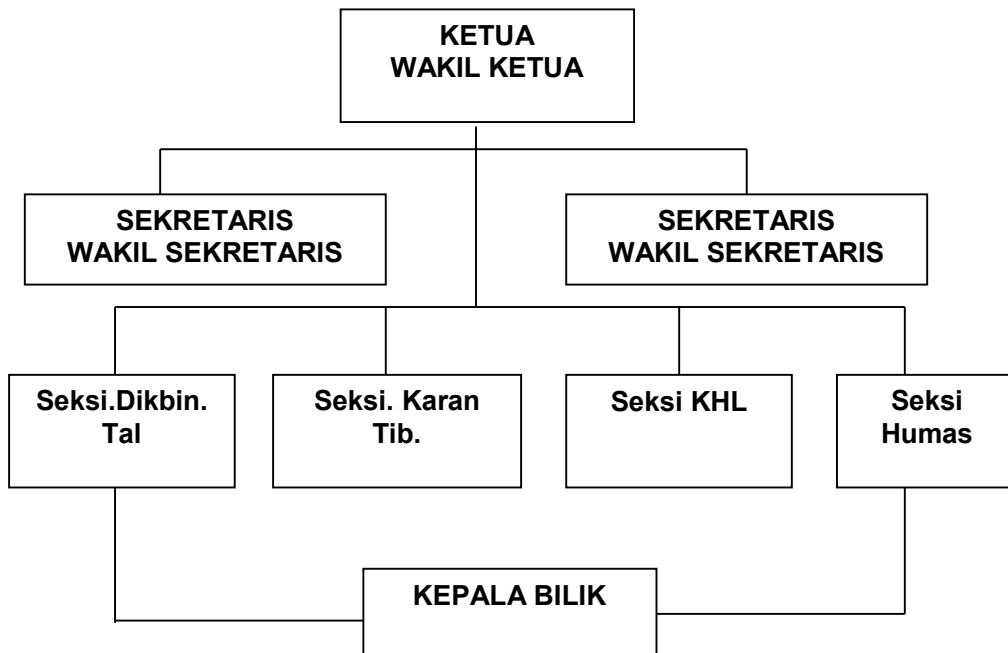 KETUA
WAKIL KETUA
SEKRETARIS
WAKIL SEKRETARIS
SEKRETARIS
WAKIL SEKRETARIS
Seksi.Dikbin.
Tal
Seksi. Karan
Tib.
Seksi KHL
Seksi
Humas
KEPALA BILIK